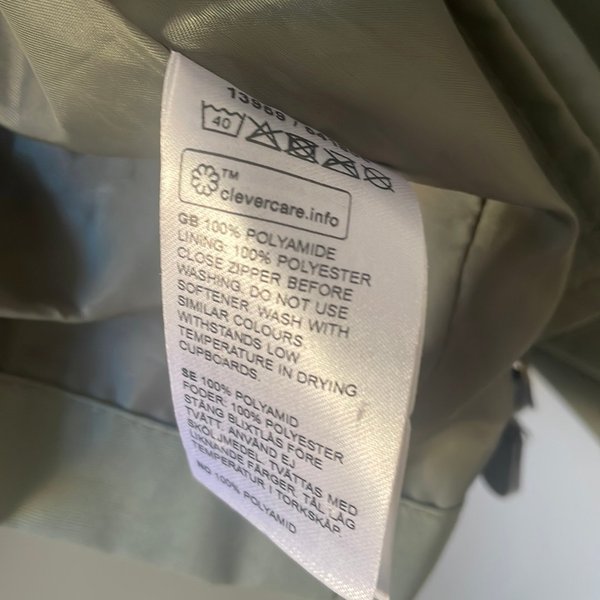 40
TM
clevercare.info
GB 100% POLYAMIDE
LINING: 100% POLYESTER
CLOSE ZIPPER BEFORE
WASHING. DO NOT USE
SOFTENER. WASH WITH
SIMILAR COLOURS.
WITHSTANDS LOW
TEMPERATURE IN DRYING
CUPBOARDS.
SE 100% POLYAMID
FODER: 100% POLYESTER
STÄNG BLIXTLÅS FÖRE
TVÄTT. ANVÄND EJ
SKÖLJMEDEL. TVÄTTAS MED
LIKNANDE FÄRGER. TÅL LÅG
TEMPERATUR I TORKSKÅP.
NO 100% POLYAMID